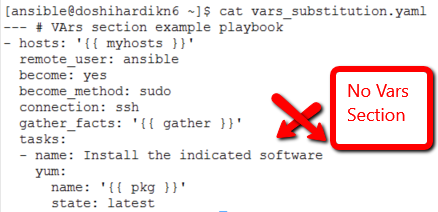 [ansible@doshihardikn6 ~]$ cat vars_substitution.yaml
--- # VArs section example playbook
- hosts: '{{ myhosts }}'
  remote_user: ansible
  become: yes
  become_method: sudo
  connection: ssh
  gather_facts: '{{ gather }}'
  tasks:
  - name: Install the indicated software
    yum:
      name: '{{ pkg }}'
      state: latest
No Vars
Section